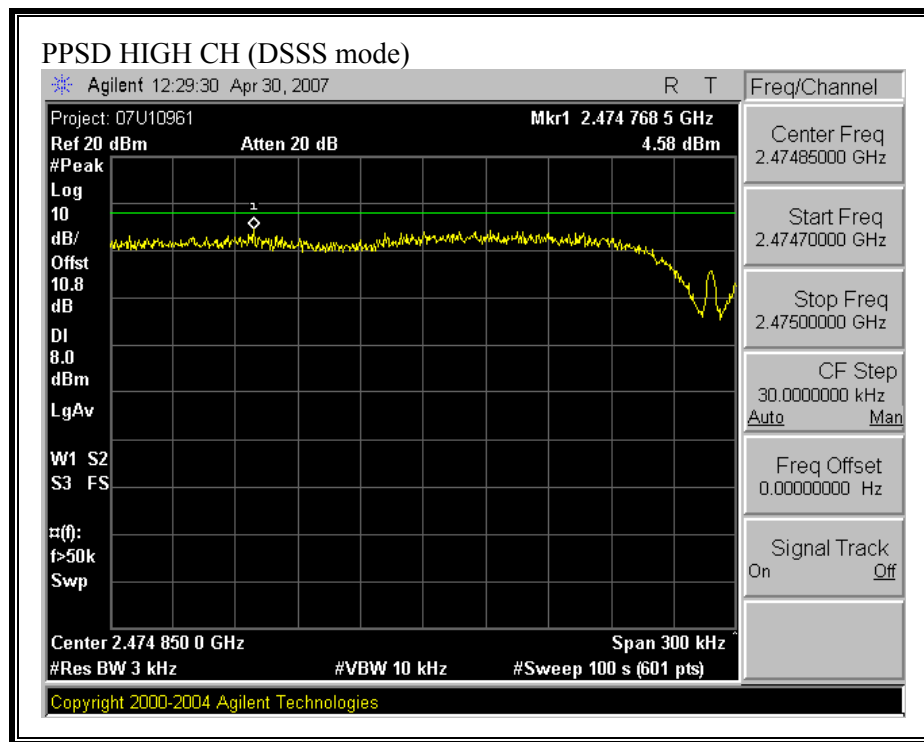 PPSD HIGH CH (DSSS mode)
Agilent 12:29:30 Apr 30, 2007 R T
Project: 07U10961 Mkr1 2.474 768 5 GHz
Ref 20 dBm Atten 20 dB 4.58 dBm
#Peak
Log
10
dB/
Offst
10.8
dB
DI
8.0
dBm
LgAv
W1 S2
S3 FS
¤(f):
f>50k
Swp
1
Center 2.474 850 0 GHz Span 300 kHz ^
#Res BW 3 kHz #VBW 10 kHz #Sweep 100 s (601 pts)
Copyright 2000-2004 Agilent Technologies
Freq/Channel
Center Freq
2.47485000 GHz
Start Freq
2.47470000 GHz
Stop Freq
2.47500000 GHz
CF Step
30.0000000 kHz
Auto Man
Freq Offset
0.00000000 Hz
Signal Track
On Off